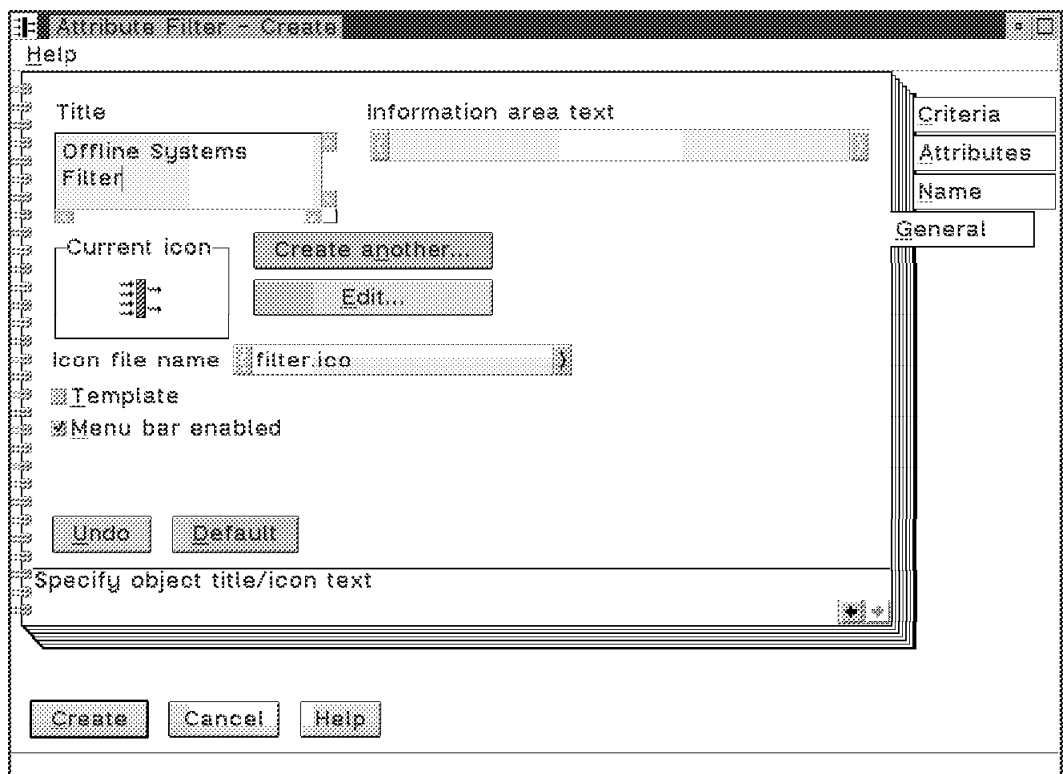 Attribute Filter - Create
Help
Title
Information area text
Offline Systems
Filter
Criteria
Attributes
Name
General
Current icon
Create another...
Edit...
Icon file name
filter.ico
Template
Menu bar enabled
Undo
Default
Specify object title/icon text
Create
Cancel
Help